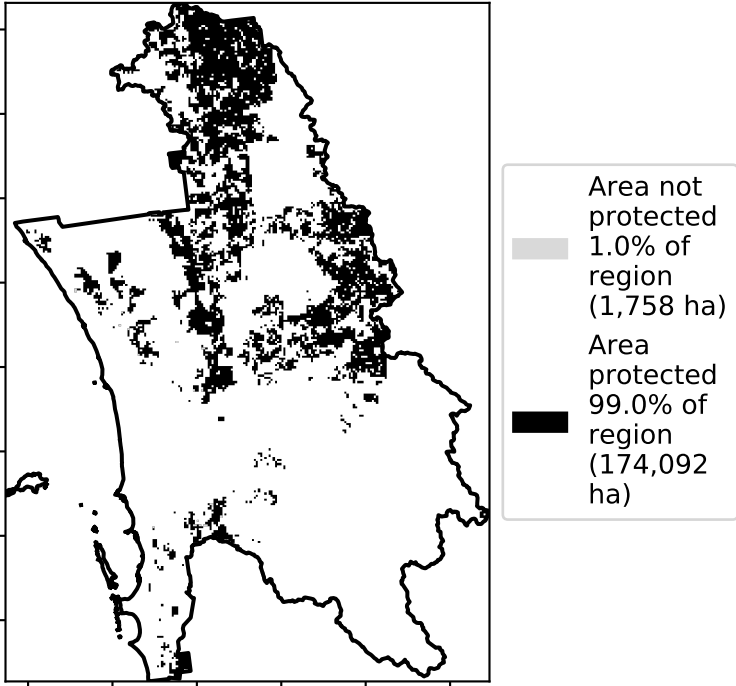 Area not
protected
1.0% of
region
(1,758 ha)
Area
protected
99.0% of
region
(174,092
ha)